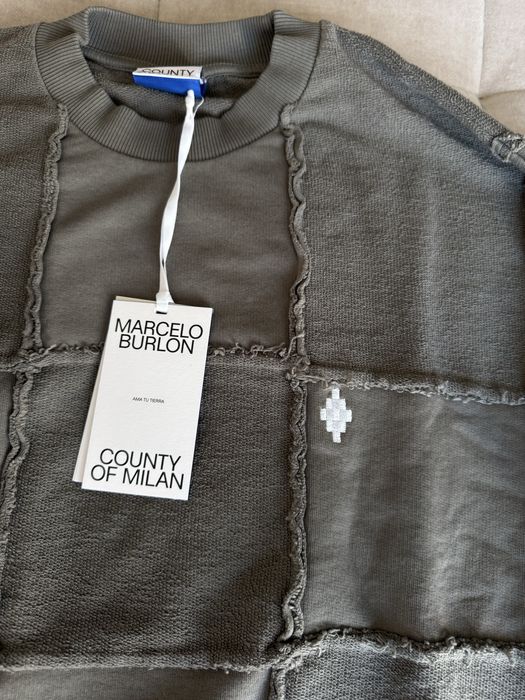 COUNTY
MARCELO
BURLON
AMA TU TIERRA
COUNTY
OF MILAN